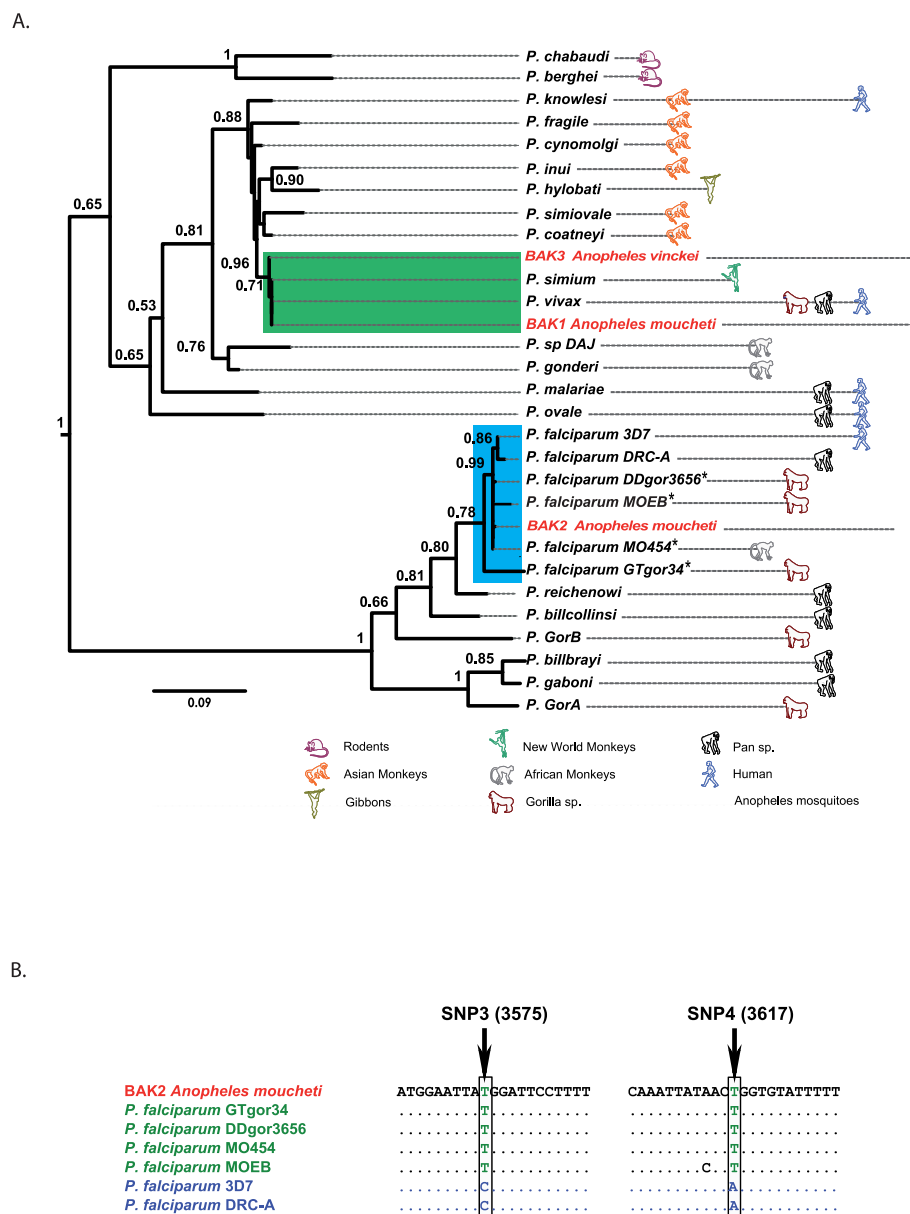 A.
1
P. chabaudi
P. berghei
P. knowlesi
0.88
P. fragile
P. cynomolgi
P. inui
0.90
P. hylobati
0.65
P. simiovale
0.81
P. coatneyi
BAK3 Anopheles vinckei
0.96
0.71
P. simium
P. vivax
0.53
BAK1 Anopheles moucheti
P. sp DAJ
0.65
0.76
P. gonderi
P. malariae
P. ovale
1
P. falciparum 3D7
0.86
P. falciparum DRC-A
0.99
P. falciparum DDgor3656*
P. falciparum MOEB*
0.78
BAK2 Anopheles moucheti
P. falciparum MO454*
0.80
P. falciparum GTgor34*
0.81
P. reichenowi
0.66
P. billcollinsi
1
P. GorB
0.85
P. billbrayi
1
P. gaboni
P. GorA
0.09
Rodents
New World Monkeys
Pan sp.
Asian Monkeys
African Monkeys
Human
Gibbons
Gorilla sp.
Anopheles mosquitoes
B.
SNP3 (3575) SNP4 (3617)
BAK2 Anopheles moucheti ATGGAATTATGGATTCCTTTT CAAATTATAACTGGTGTATTTTT
P. falciparum GTgor34 .........T........... ...........T...........
P. falciparum DDgor3656 .........T........... ...........T...........
P. falciparum MO454 .........T........... ...........T...........
P. falciparum MOEB .........T........... ........C..T...........
P. falciparum 3D7 .........C........... ...........A...........
P. falciparum DRC-A .........C........... ...........A...........